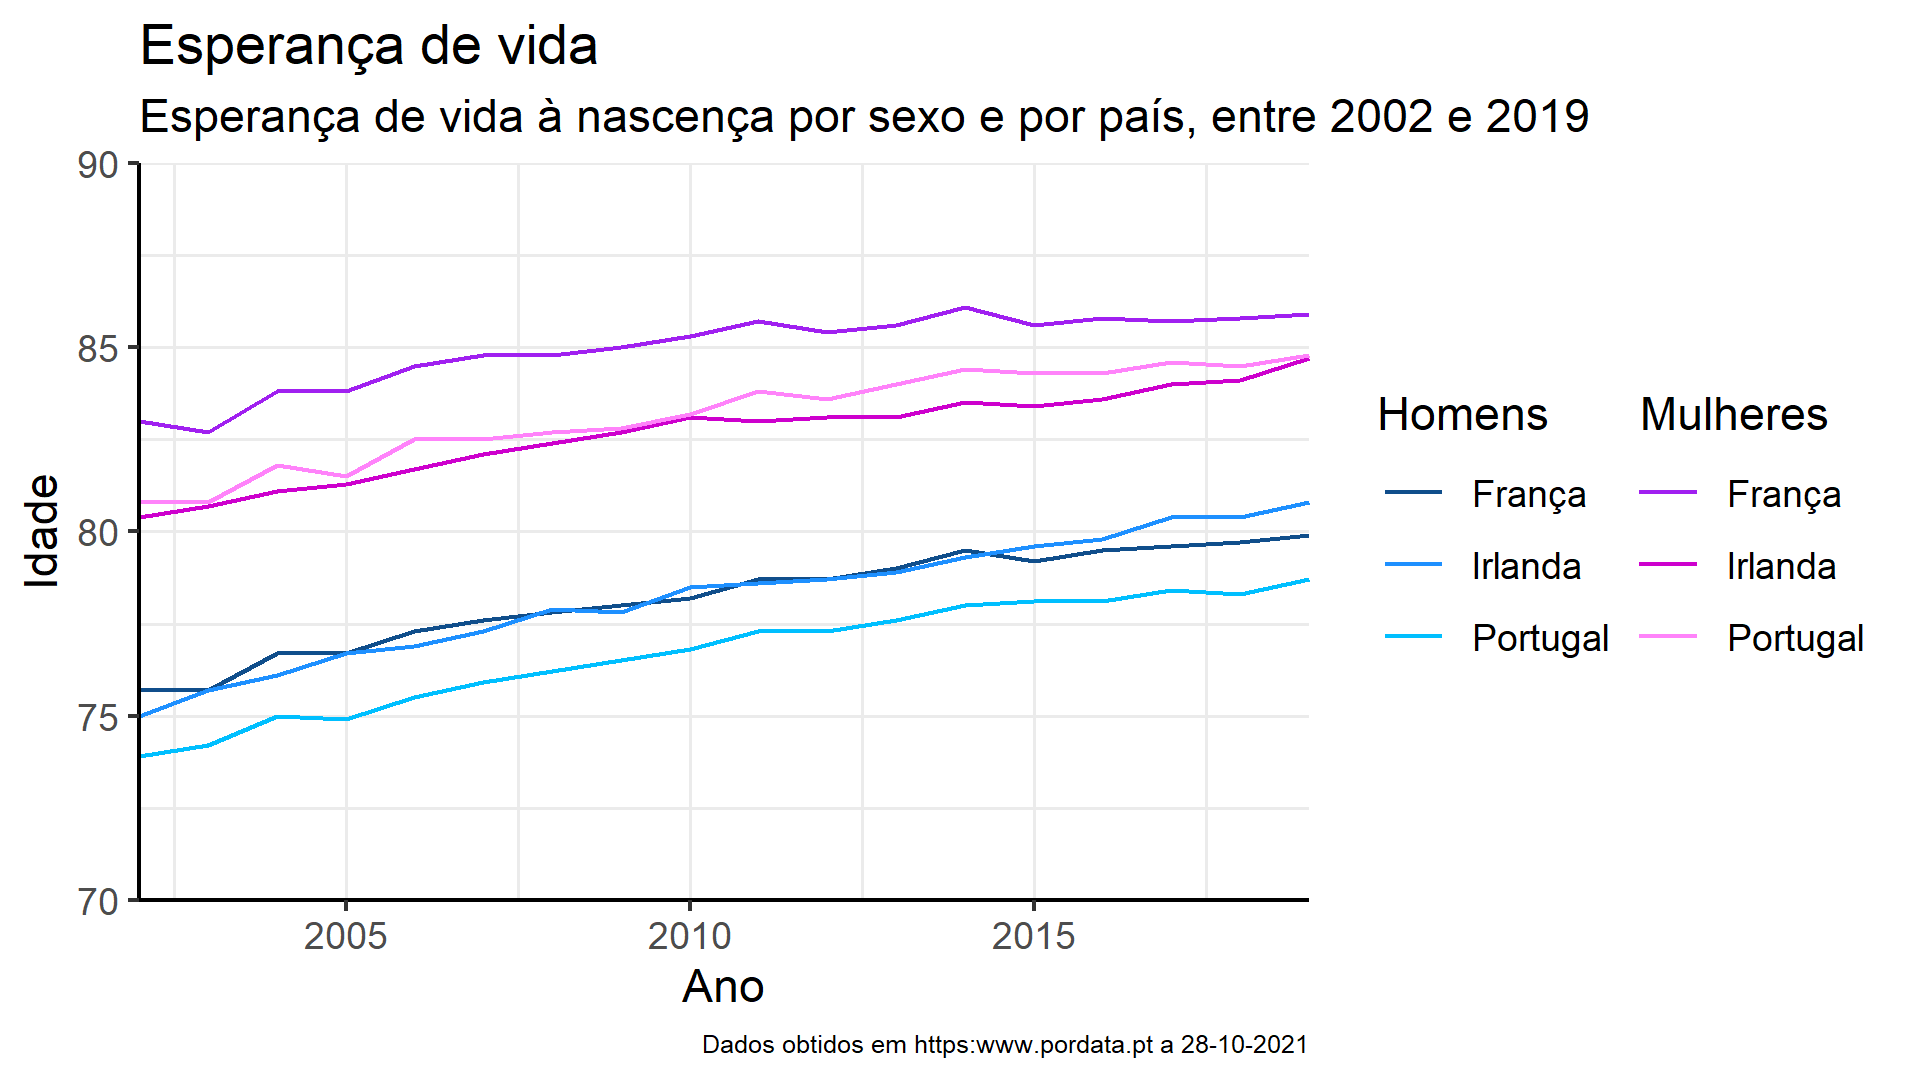 Esperança de vida
Esperança de vida à nascença por sexo e por país, entre 2002 e 2019
90
85
80
75
70
Idade
2005 2010 2015
Ano
Homens
França
Irlanda
Portugal
Mulheres
França
Irlanda
Portugal
Dados obtidos em https:www.pordata.pt a 28-10-2021